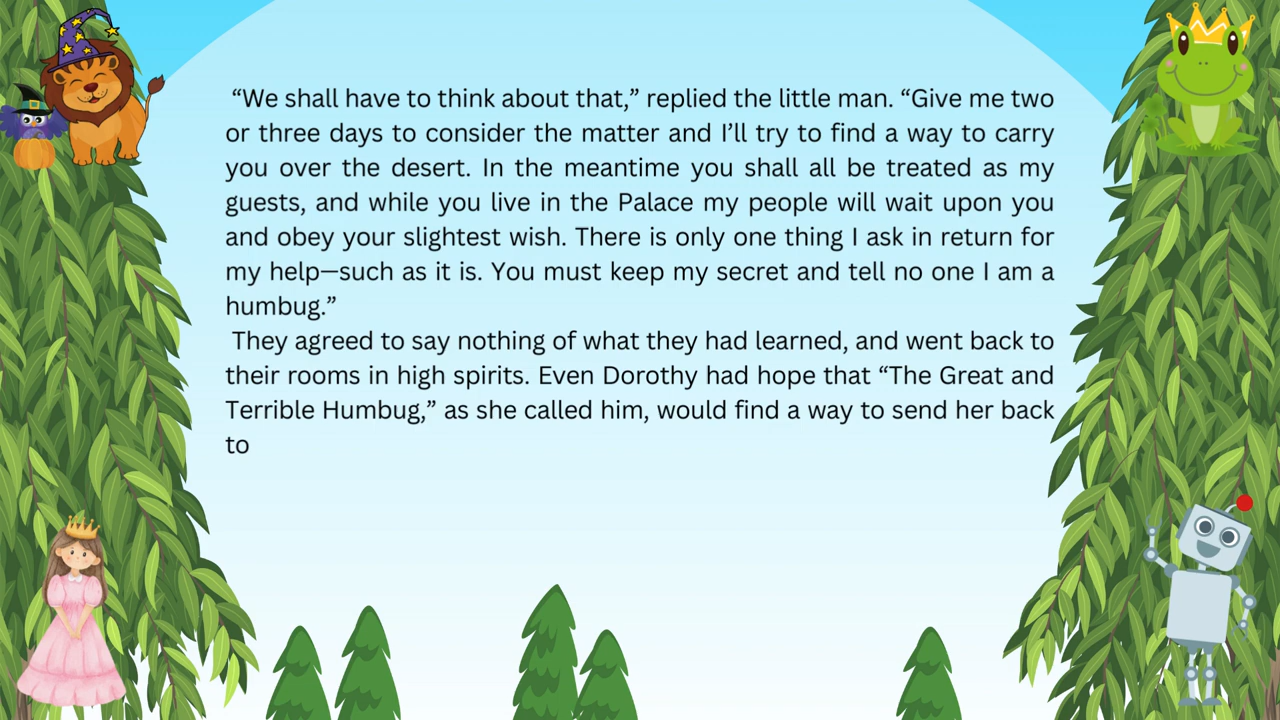 “We shall have to think about that,” replied the little man. “Give me two
or three days to consider the matter and I’ll try to find a way to carry
you over the desert. In the meantime you shall all be treated as my
guests, and while you live in the Palace my people will wait upon you
and obey your slightest wish. There is only one thing I ask in return for
my help—such as it is. You must keep my secret and tell no one I am a
humbug.”
They agreed to say nothing of what they had learned, and went back to
their rooms in high spirits. Even Dorothy had hope that “The Great and
Terrible Humbug,” as she called him, would find a way to send her back
to